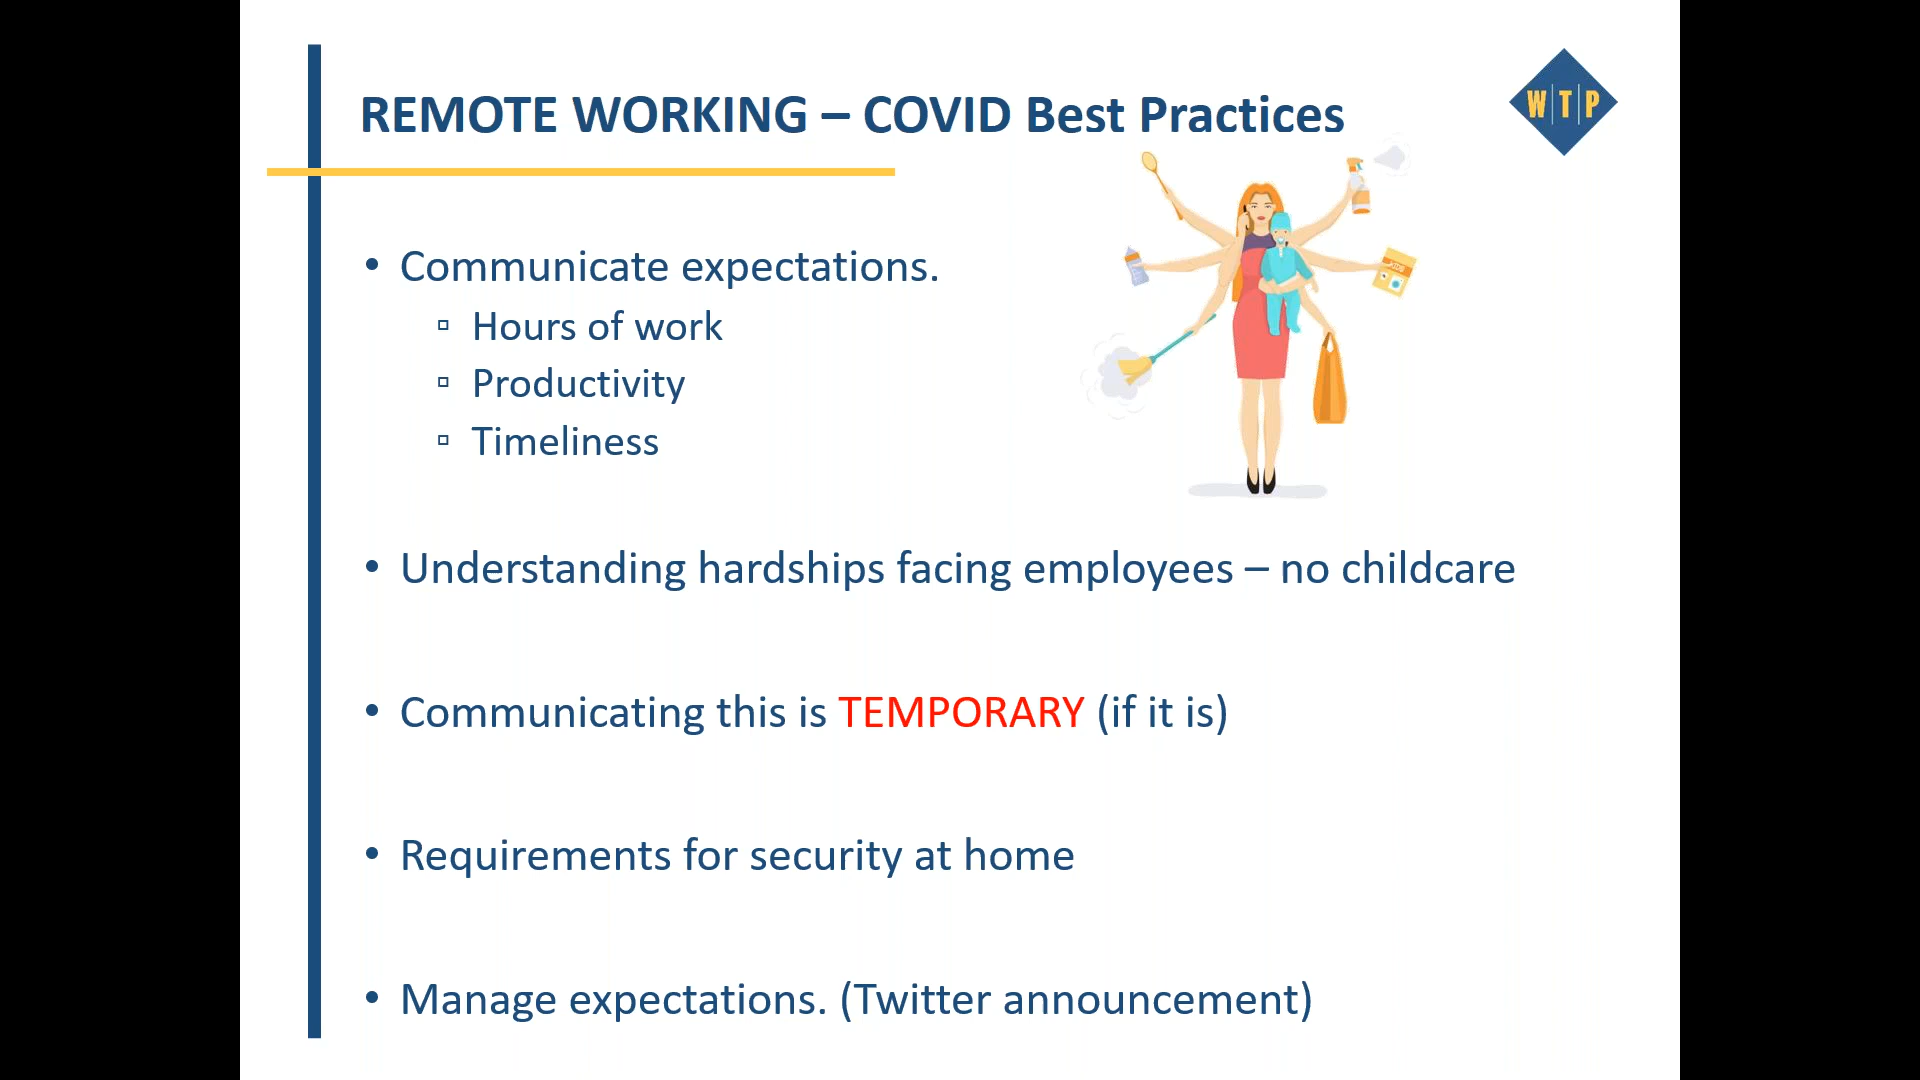 REMOTE WORKING – COVID Best Practices
W|T|P
• Communicate expectations.
▫ Hours of work
▫ Productivity
▫ Timeliness
• Understanding hardships facing employees – no childcare
• Communicating this is TEMPORARY (if it is)
• Requirements for security at home
• Manage expectations. (Twitter announcement)